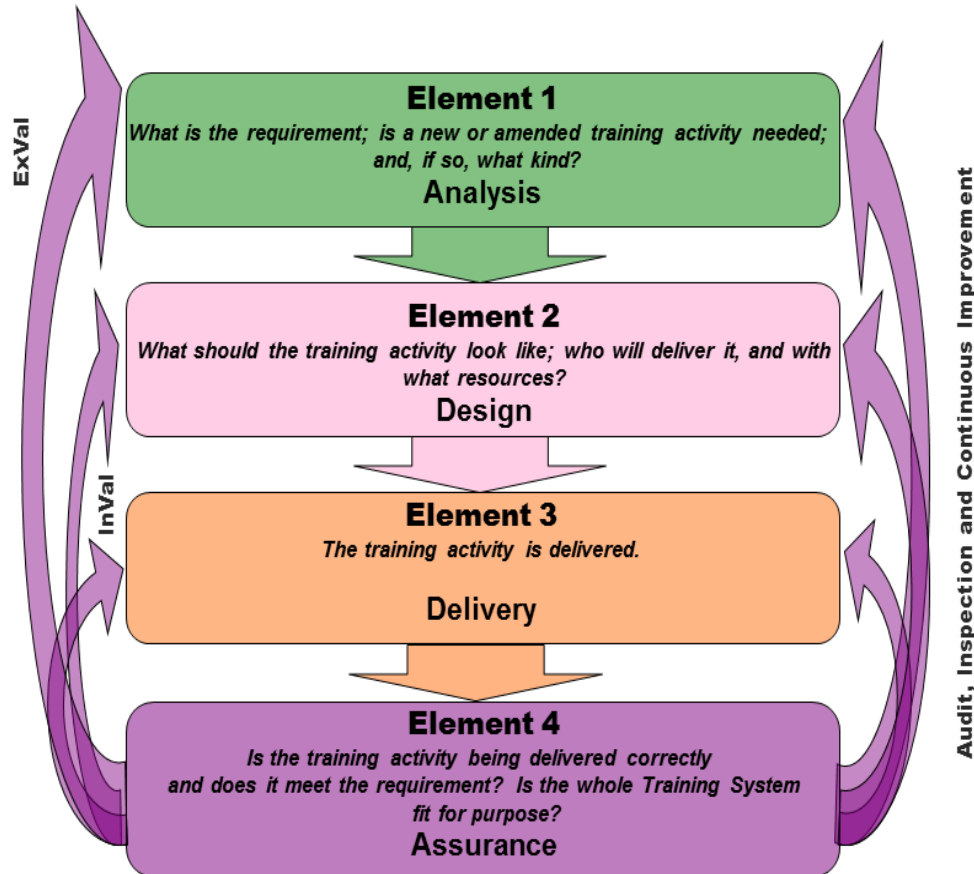 ExVal
Element 1
What is the requirement; is a new or amended training activity needed;
and, if so, what kind?
Analysis
Element 2
What should the training activity look like; who will deliver it, and with
what resources?
Design
InVal
Element 3
The training activity is delivered.
Delivery
Element 4
Is the training activity being delivered correctly
and does it meet the requirement? Is the whole Training System
fit for purpose?
Assurance
Audit, Inspection and Continuous Improvement